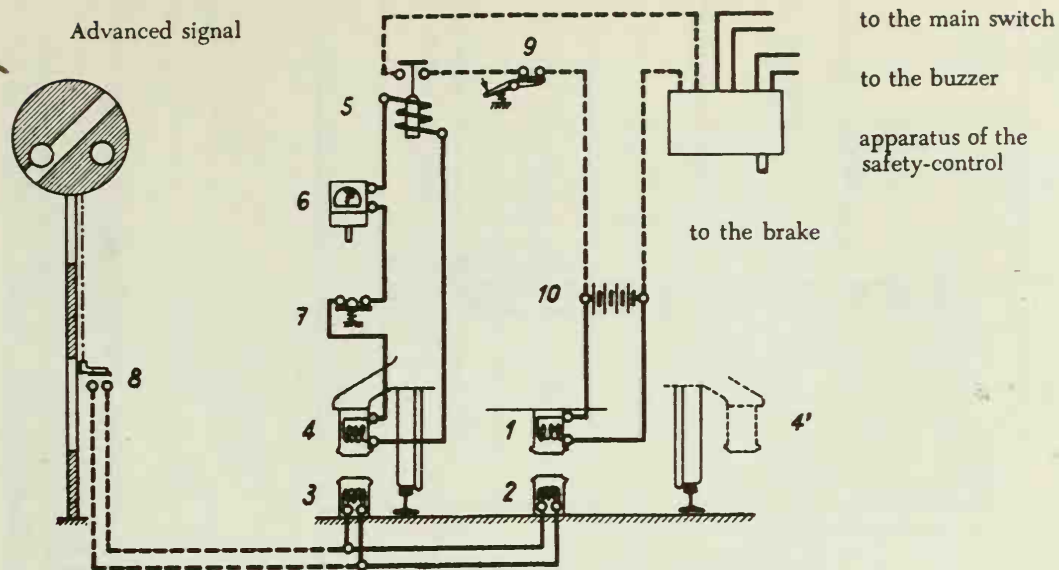 Advanced signal
to the main switch
to the buzzer
apparatus of the
safety-control
to the brake
5
9
6
7
10
8
4
1
4'
3
2